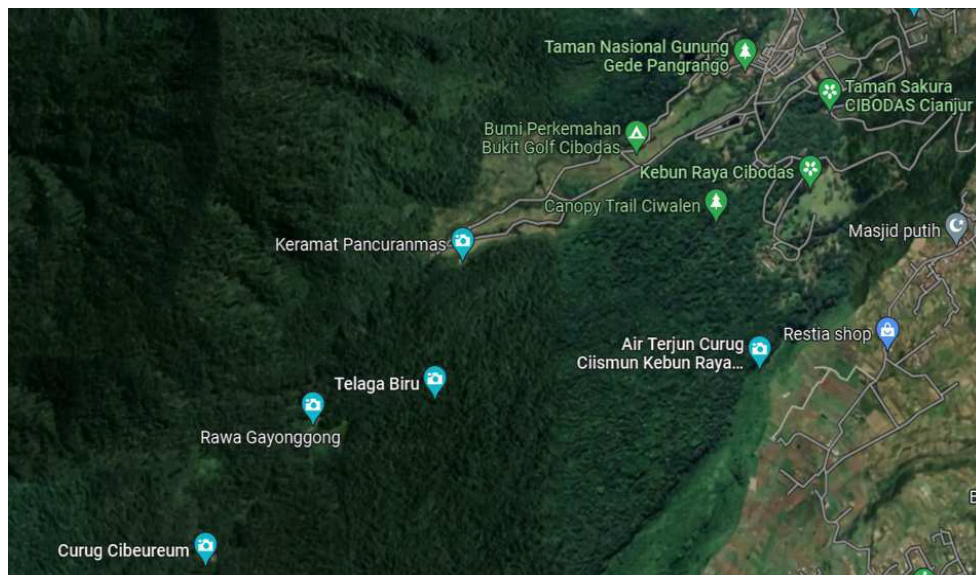 Taman Nasional Gunung
Gede Pangrango
Taman Sakura
CIBODAS Cianjur
Bumi Perkemahan
Bukit Golf Cibodas
Kebun Raya Cibodas
Canopy Trail Ciwalen
Masjid putih
Keramat Pancuranmas
Restia shop
Air Terjun Curug
Ciismun Kebun Raya...
Telaga Biru
Rawa Gayonggong
Curug Cibeureum